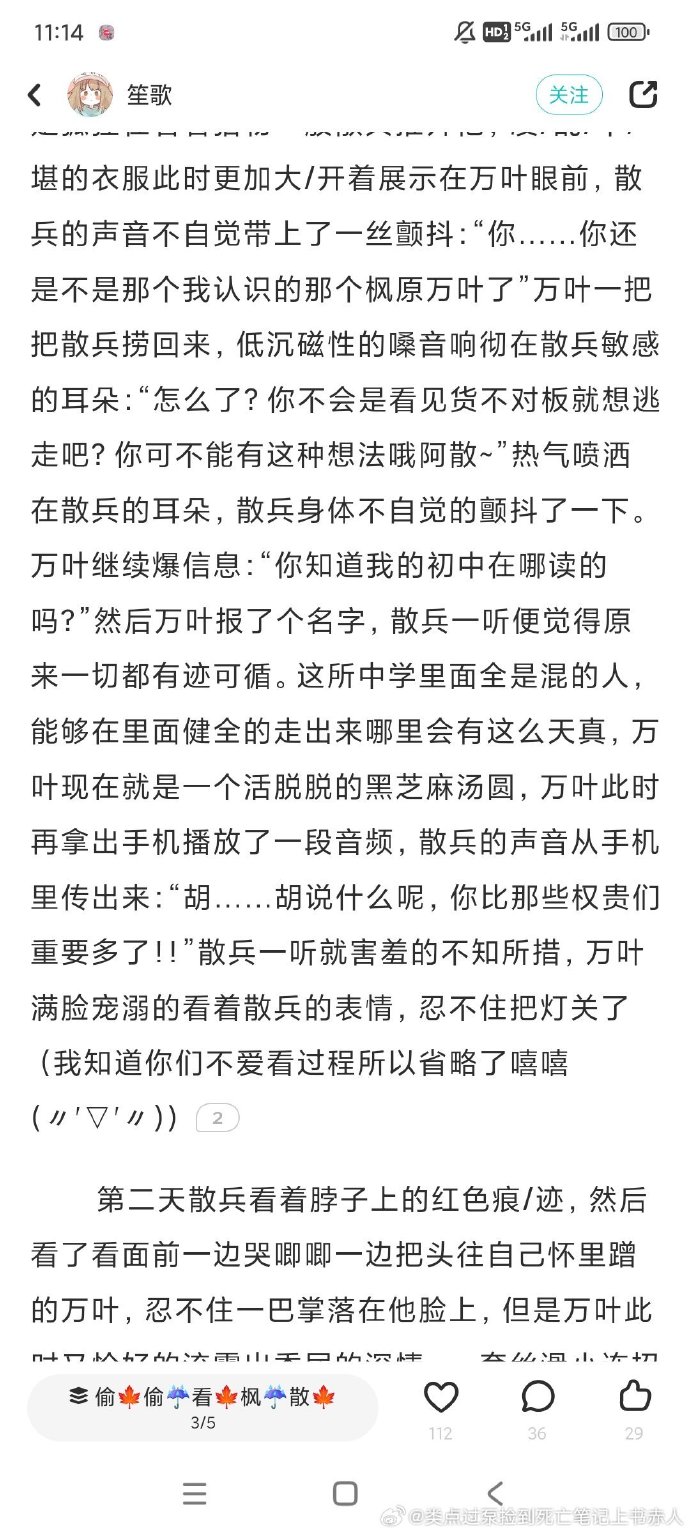 11:14
HD 1 2 5G 5G 100
笙歌
关注
堪的衣服此时更加大/开着展示在万叶眼前，散
兵的声音不自觉带上了一丝颤抖：“你……你还
是不是那个我认识的那个枫原万叶了”万叶一把
把散兵捞回来，低沉磁性的嗓音响彻在散兵敏感
的耳朵：“怎么了？你不会是看见货不对板就想逃
走吧？你可不能有这种想法哦阿散~”热气喷洒
在散兵的耳朵，散兵身体不自觉的颤抖了一下。
万叶继续爆信息：“你知道我的初中在哪读的
吗？”然后万叶报了个名字，散兵一听便觉得原
来一切都有迹可循。这所中学里面全是混的人，
能够在里面健全的走出来哪里会有这么天真，万
叶现在就是一个活脱脱的黑芝麻汤圆，万叶此时
再拿出手机播放了一段音频，散兵的声音从手机
里传出来：“胡……胡说什么呢，你比那些权贵们
重要多了！！”散兵一听就害羞的不知所措，万叶
满脸宠溺的看着散兵的表情，忍不住把灯关了
（我知道你们不爱看过程所以省略了嘻嘻
(〃'▽'〃)） 2
第二天散兵看着脖子上的红色痕/迹，然后
看了看面前一边哭唧唧一边把头往自己怀里蹭
的万叶，忍不住一巴掌落在他脸上，但是万叶此
偷🍁偷☔看🍁枫☔散🍁
3/5
112
36
29
@类点过泵捡到死亡笔记上书赤人